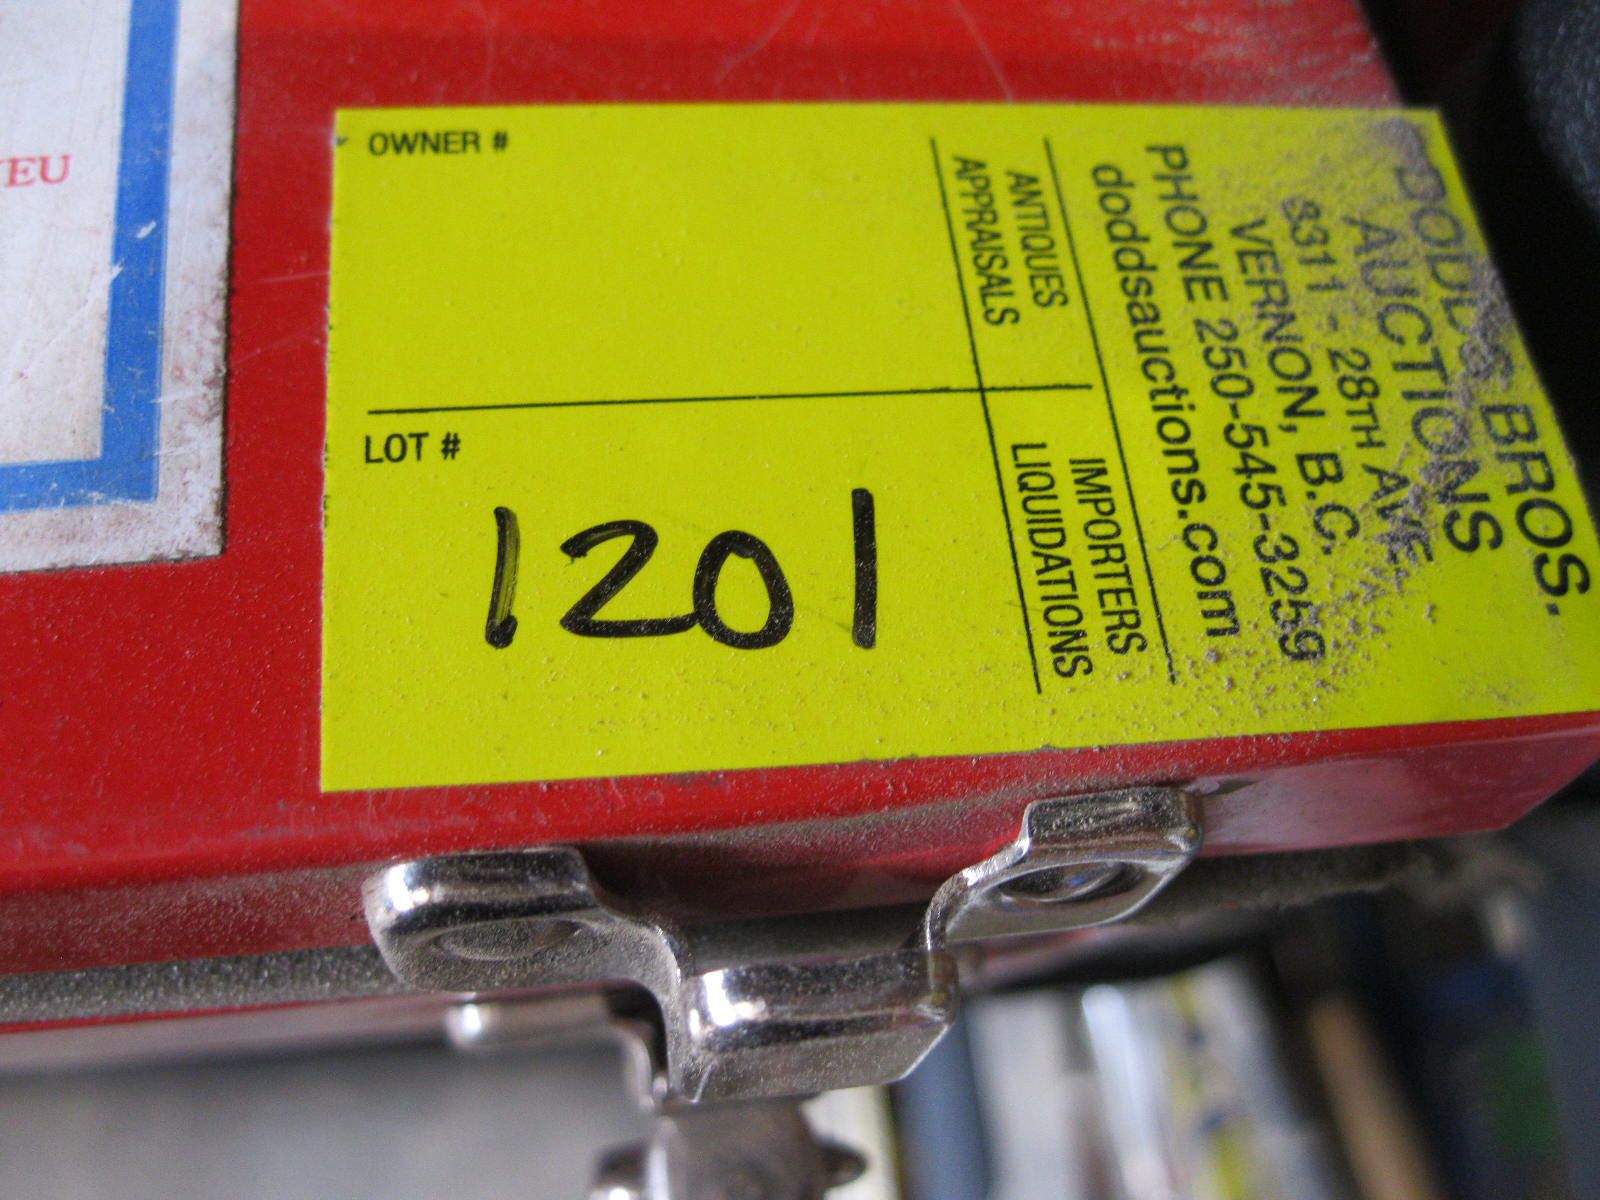 OWNER #
LOT #
1201
DODDS BROS.
AUCTIONS
3311 - 28TH AVE.
VERNON, B.C.
PHONE 250-545-3259
doddsauctions.com
ANTIQUES
APPRAISALS
IMPORTERS
LIQUIDATIONS